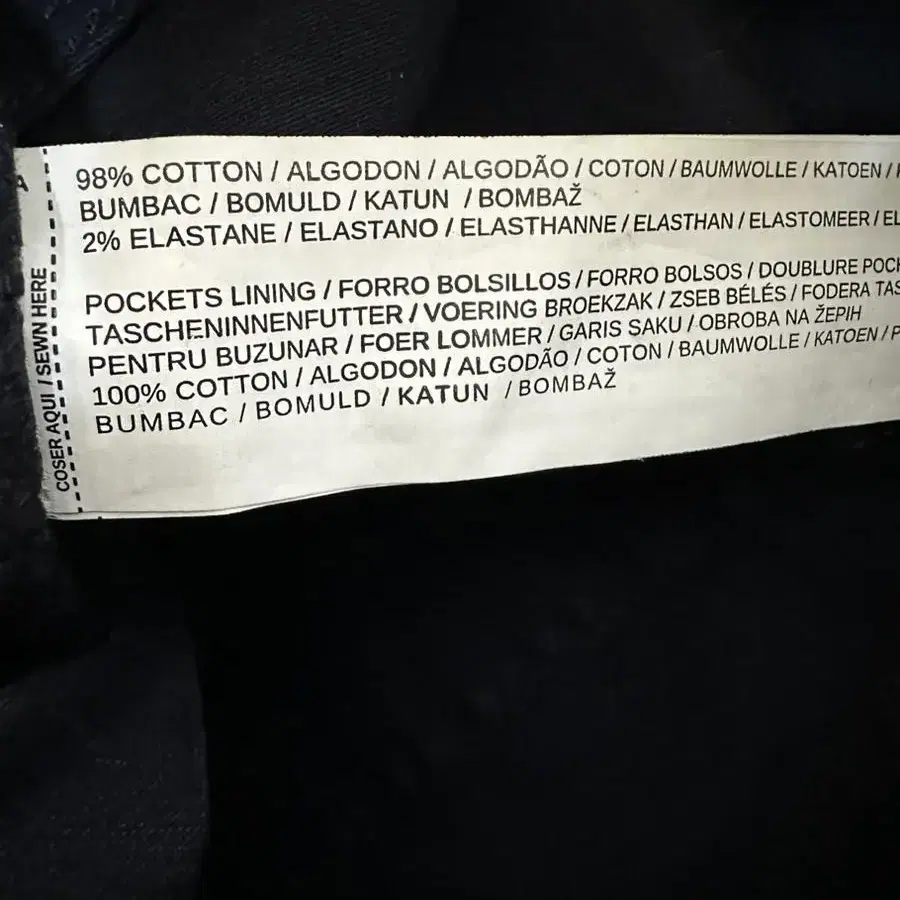 98% COTTON / ALGODON / ALGODÃO / COTON / BAUMWOLLE / KATOEN /
BUMBAC / BOMULD / KATUN / BOMBAŽ
2% ELASTANE / ELASTANO / ELASTHANNE / ELASTHAN / ELASTOMEER /
POCKETS LINING / FORRO BOLSILLOS / FORRO BOLSOS / DOUBLURE
TASCHENINNENFUTTER / VOERING BROEKZAK / ZSEB BÉLÉS / FODERA
PENTRU BUZUNAR / FOER LOMMER / GARIS SAKU / OBROBA NA ŽEPIH
100% COTTON / ALGODON / ALGODÃO / COTON / BAUMWOLLE / KATOEN /
BUMBAC / BOMULD / KATUN / BOMBAŽ
COSER AQUI / SEWN HERE